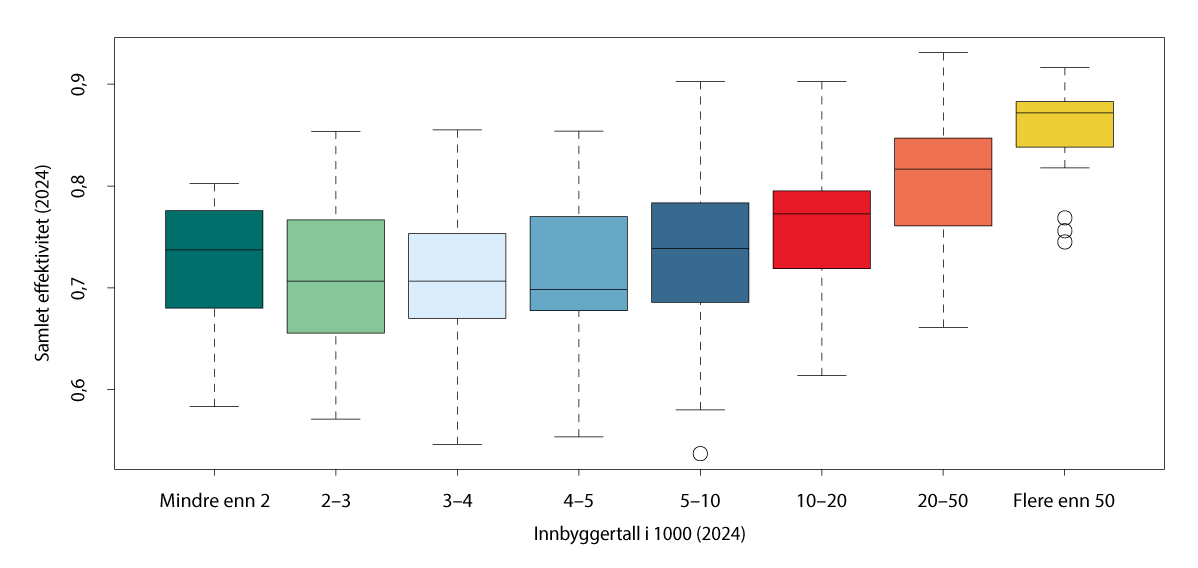 Samlet effektivitet (2024)
0,9
0,8
0,7
0,6
Mindre enn 2 2–3 3–4 4–5 5–10 10–20 20–50 Flere enn 50
Innbyggertall i 1000 (2024)